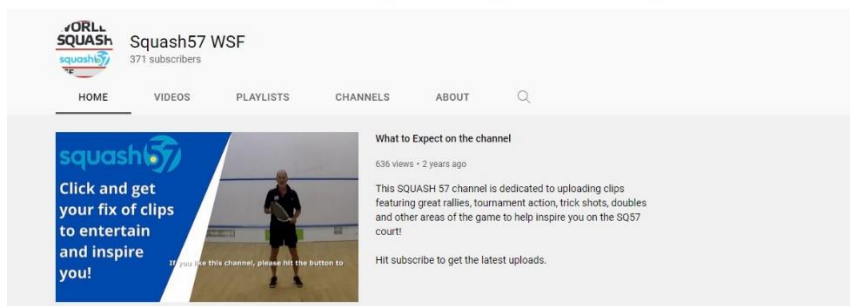 WORLD
SQUASH
squash57
Squash57 WSF
371 subscribers
HOME VIDEOS PLAYLISTS CHANNELS ABOUT
squash57
Click and get
your fix of clips
to entertain
and inspire
you!
If you like this channel, please hit the button to
What to Expect on the channel
636 views • 2 years ago
This SQUASH 57 channel is dedicated to uploading clips
featuring great rallies, tournament action, trick shots, doubles
and other areas of the game to help inspire you on the SQ57
court!
Hit subscribe to get the latest uploads.